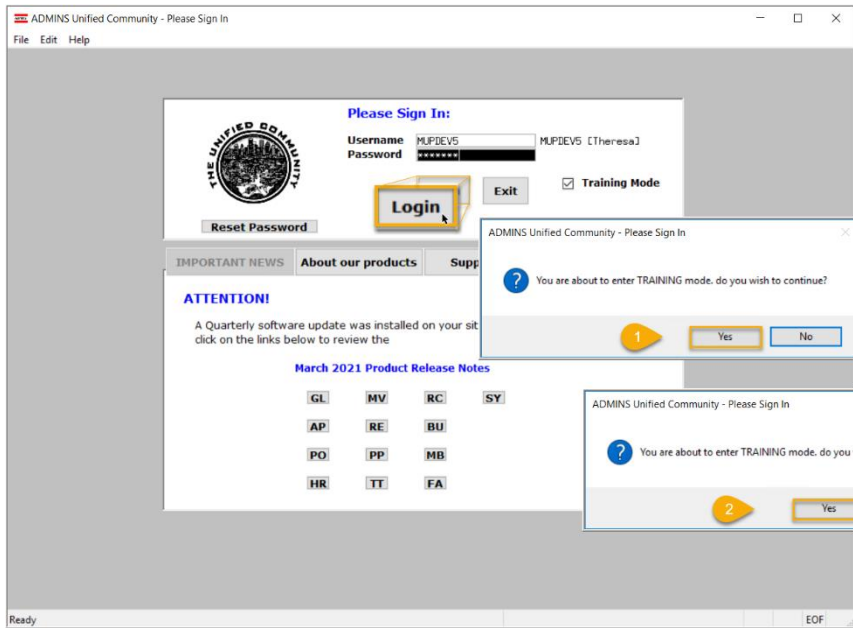 ADMINS Unified Community - Please Sign In
File Edit Help
THE UNIFIED COMMUNITY
Please Sign In:
Username MUPDEV5 MUPDEV5 [Theresa]
Password *******
Login Exit Training Mode
Reset Password
ADMINS Unified Community - Please Sign In
You are about to enter TRAINING mode. do you wish to continue?
1 Yes No
IMPORTANT NEWS About our products Supp
ATTENTION!
A Quarterly software update was installed on your sit
click on the links below to review the
March 2021 Product Release Notes
GL MV RC SY
AP RE BU
PO PP MB
HR TT FA
ADMINS Unified Community - Please Sign In
You are about to enter TRAINING mode. do you
2 Yes
Ready EOF